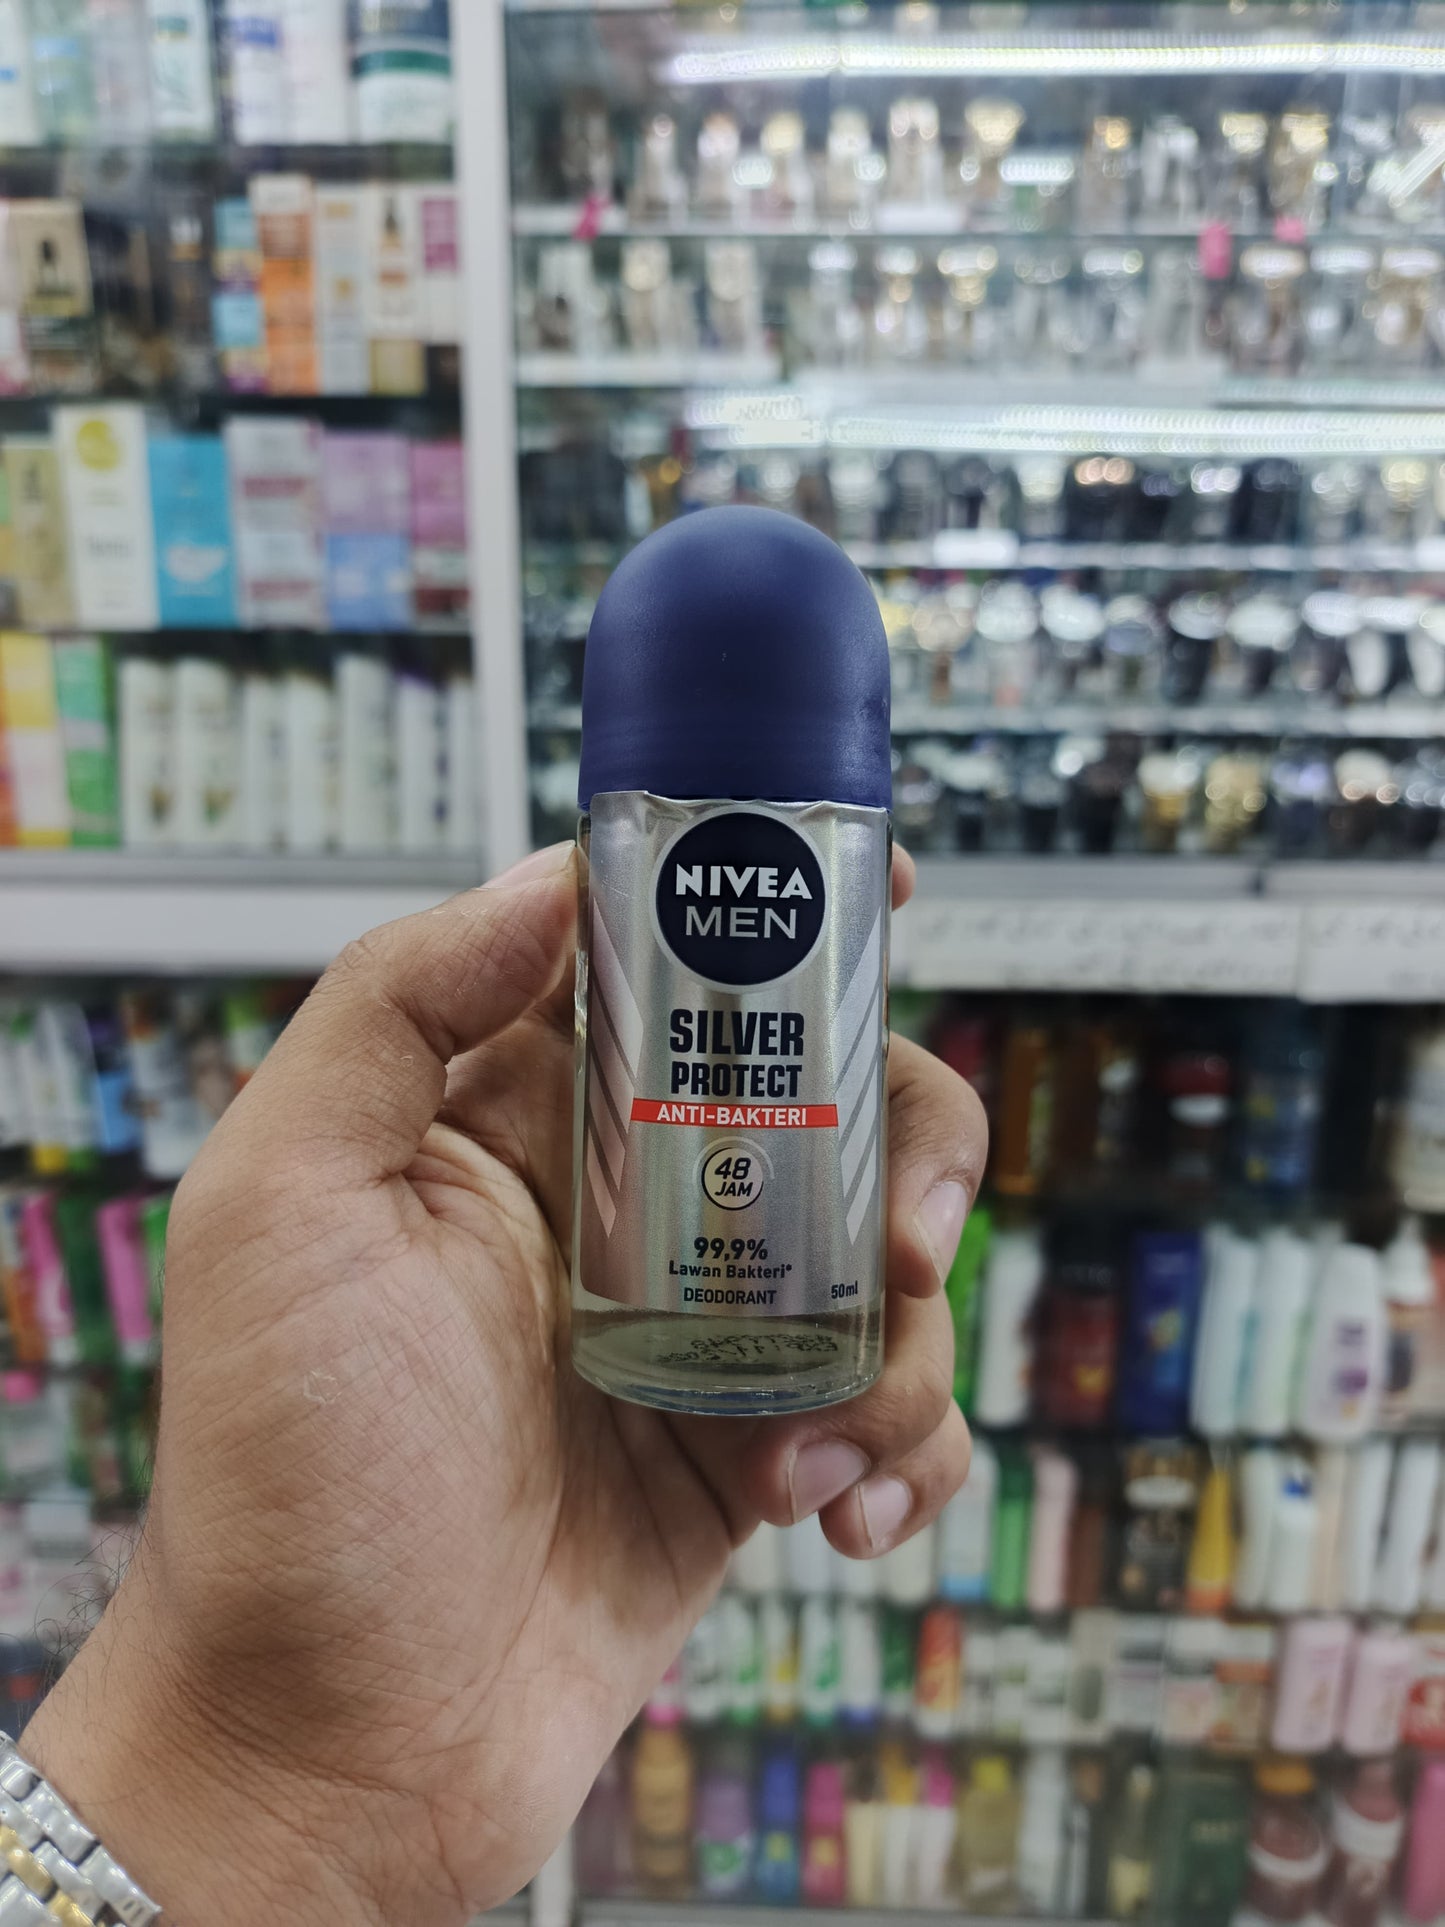 NIVEA
MEN
SILVER
PROTECT
ANTI-BAKTERI
48
JAM
99,9%
Lawan Bakteri*
DEODORANT
50ml